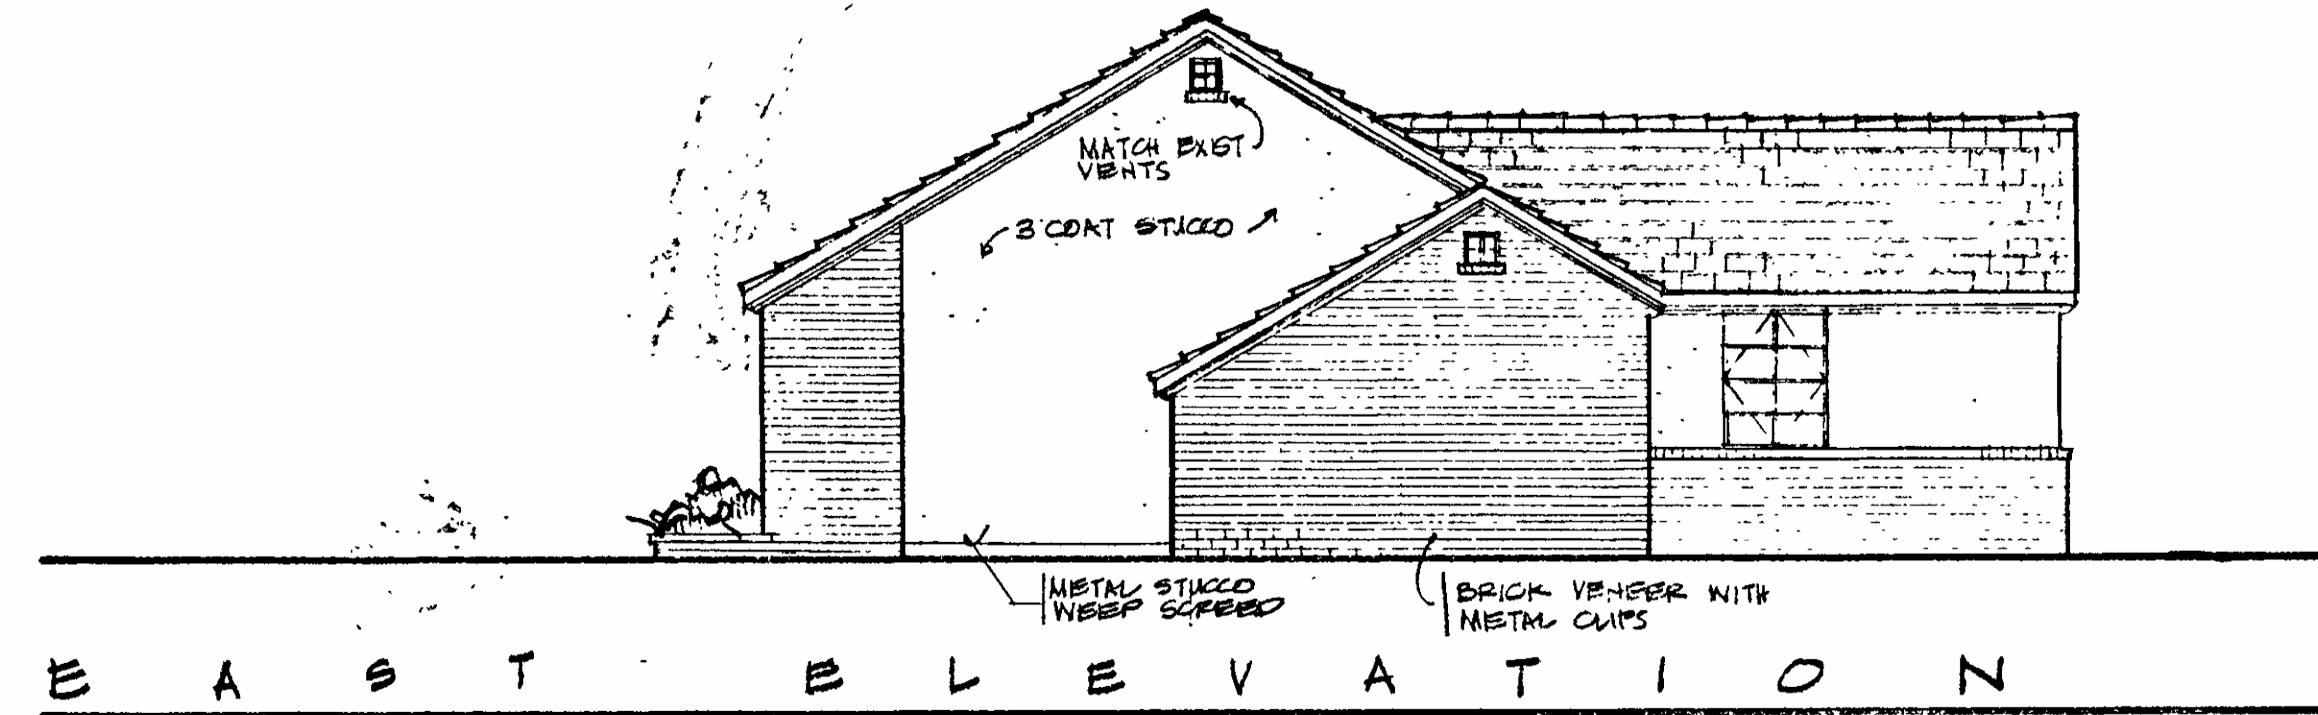 MATCH EXIST
VENTS
3 COAT STUCCO
METAL STUCCO
WEEP SCREED
BRICK VENEER WITH
METAL CLIPS
EAST ELEVATION